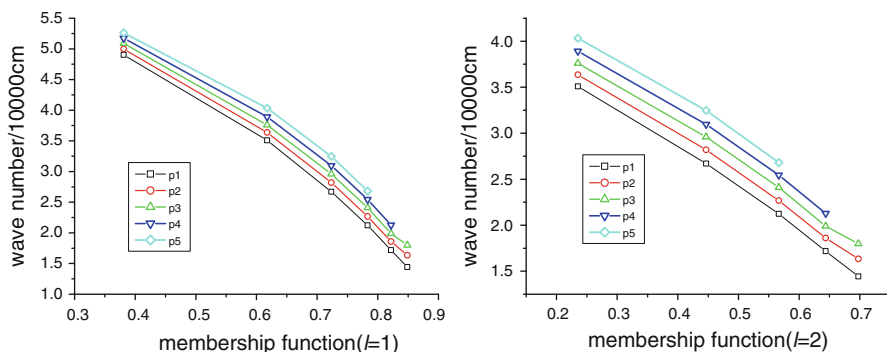 5.5
5.0
4.5
4.0
3.5
3.0
2.5
2.0
1.5
1.0
wave number/10000cm
p1
p2
p3
p4
p5
0.3 0.4 0.5 0.6 0.7 0.8 0.9
membership function(l=1)
4.0
3.5
3.0
2.5
2.0
1.5
wave number/10000cm
p1
p2
p3
p4
p5
0.2 0.3 0.4 0.5 0.6 0.7
membership function(l=2)